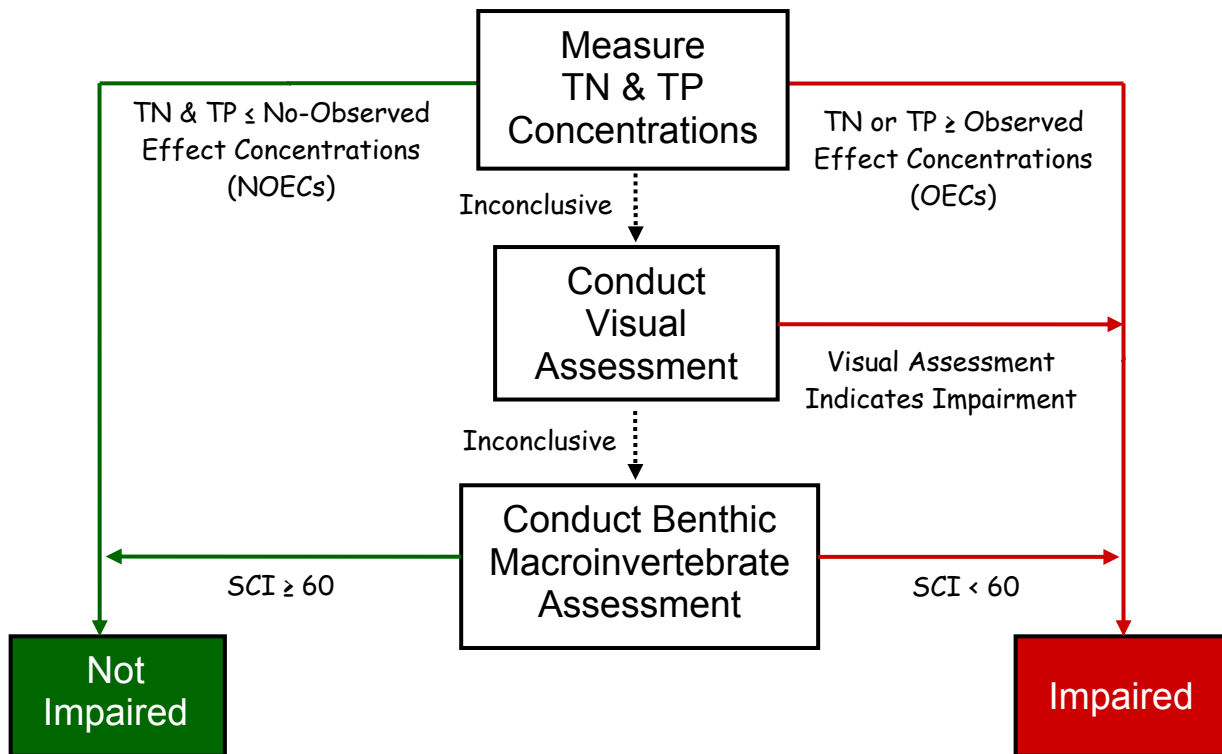 Measure
TN & TP
Concentrations
TN & TP ≤ No-Observed
Effect Concentrations
(NOECs)
TN or TP ≥ Observed
Effect Concentrations
(OECs)
Inconclusive
Conduct
Visual
Assessment
Visual Assessment
Indicates Impairment
Inconclusive
Conduct Benthic
Macroinvertebrate
Assessment
SCI ≥ 60
SCI < 60
Not
Impaired
Impaired